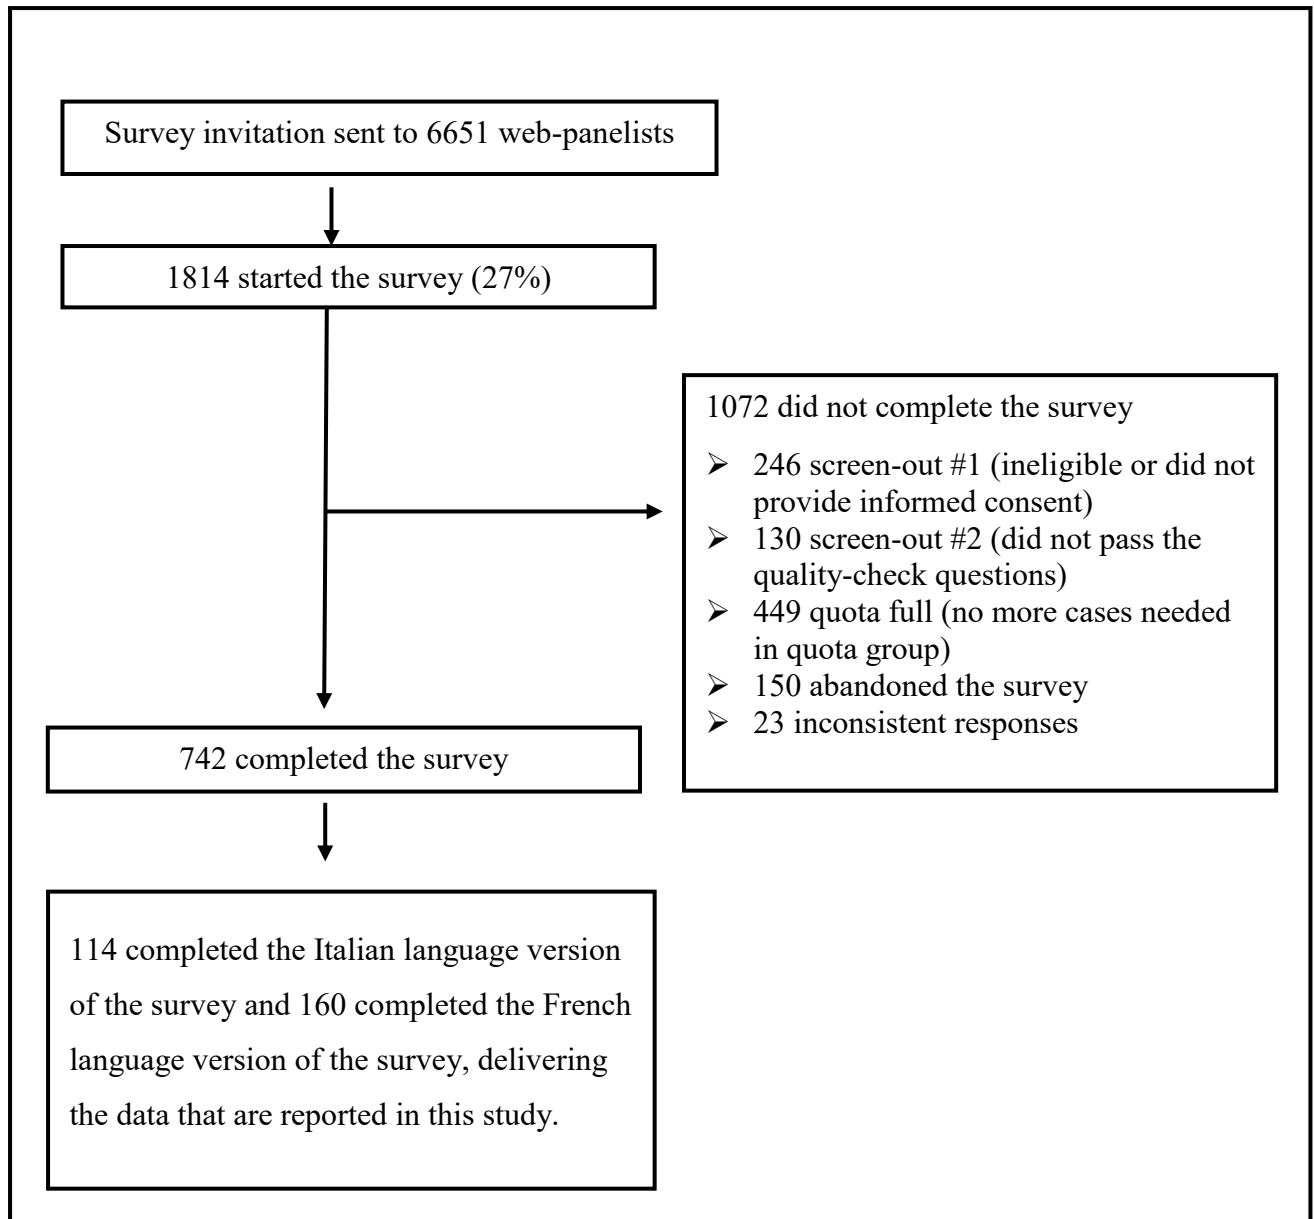 Survey invitation sent to 6651 web-panelists
1814 started the survey (27%)
1072 did not complete the survey
➢ 246 screen-out #1 (ineligible or did not
provide informed consent)
➢ 130 screen-out #2 (did not pass the
quality-check questions)
➢ 449 quota full (no more cases needed
in quota group)
➢ 150 abandoned the survey
➢ 23 inconsistent responses
742 completed the survey
114 completed the Italian language version
of the survey and 160 completed the French
language version of the survey, delivering
the data that are reported in this study.